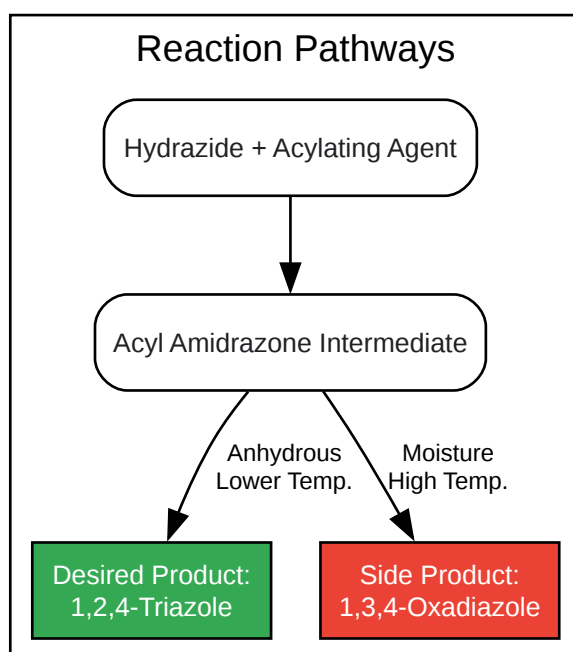 Reaction Pathways
Hydrazide + Acylating Agent
Acyl Amidrazone Intermediate
Anhydrous
Lower Temp.
Moisture
High Temp.
Desired Product:
1,2,4-Triazole
Side Product:
1,3,4-Oxadiazole